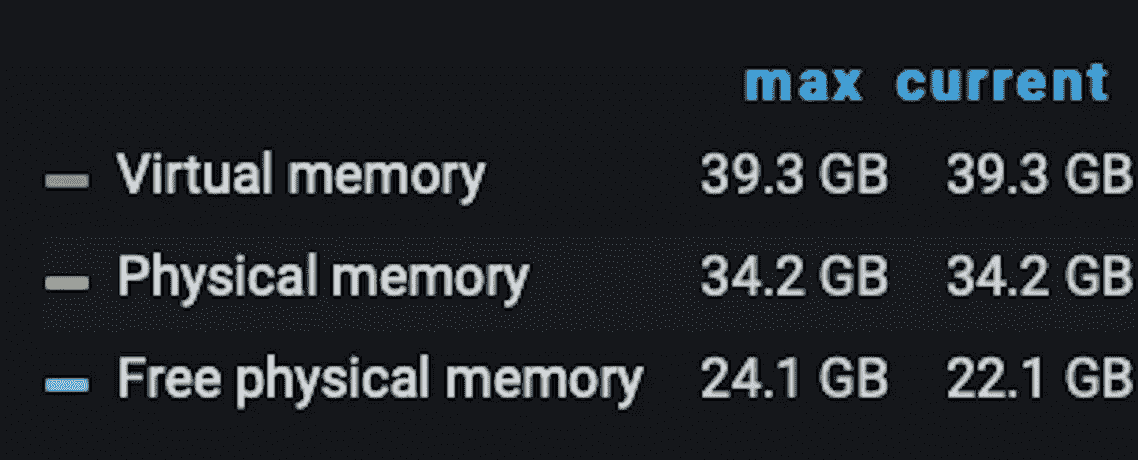 max current
Virtual memory 39.3 GB 39.3 GB
Physical memory 34.2 GB 34.2 GB
Free physical memory 24.1 GB 22.1 GB